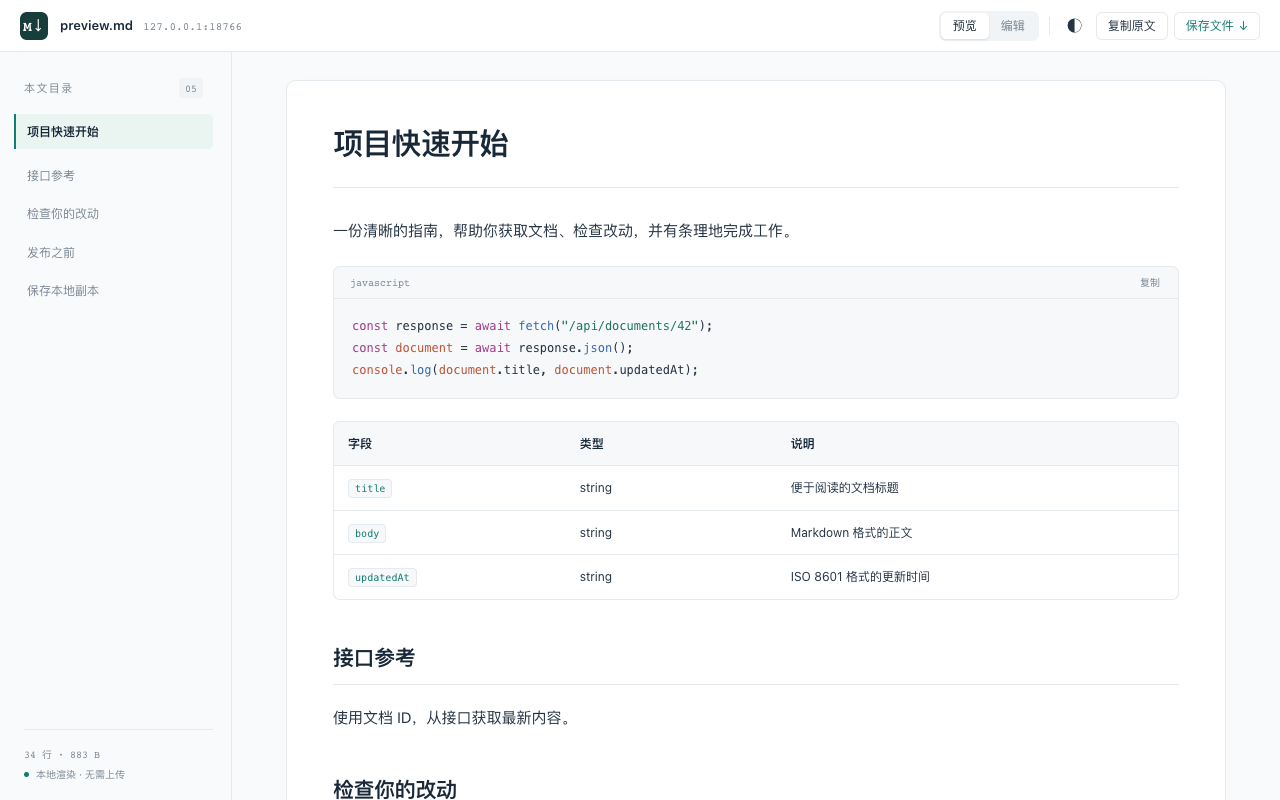 M↓ preview.md 127.0.0.1:18766 预览 编辑 复制原文 保存文件 ↓
本文目录 05
项目快速开始
接口参考
检查你的改动
发布之前
保存本地副本
34 行 · 883 B
本地渲染 · 无需上传
项目快速开始
一份清晰的指南，帮助你获取文档、检查改动，并有条理地完成工作。
javascript 复制
const response = await fetch("/api/documents/42");
const document = await response.json();
console.log(document.title, document.updatedAt);
字段 类型 说明
title string 便于阅读的文档标题
body string Markdown 格式的正文
updatedAt string ISO 8601 格式的更新时间
接口参考
使用文档 ID，从接口获取最新内容。
检查你的改动